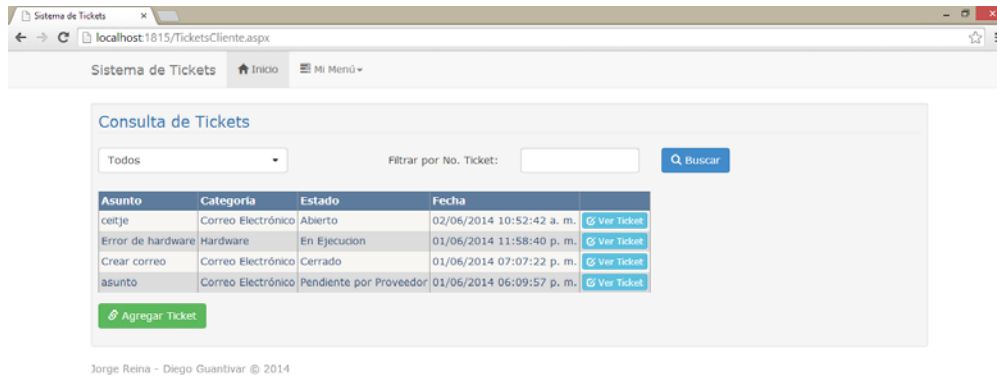 Sistema de Tickets
localhost:1815/TicketsCliente.aspx
Sistema de Tickets Inicio Mi Menú
Consulta de Tickets
Todos Filtrar por No. Ticket: Buscar
Asunto Categoria Estado Fecha
ceitje Correo Electrónico Abierto 02/06/2014 10:52:42 a. m. Ver Ticket
Error de hardware Hardware En Ejecucion 01/06/2014 11:58:40 p. m. Ver Ticket
Crear correo Correo Electrónico Cerrado 01/06/2014 07:07:22 p. m. Ver Ticket
asunto Correo Electrónico Pendiente por Proveedor 01/06/2014 06:09:57 p. m. Ver Ticket
Agregar Ticket
Jorge Reina - Diego Guantivar © 2014